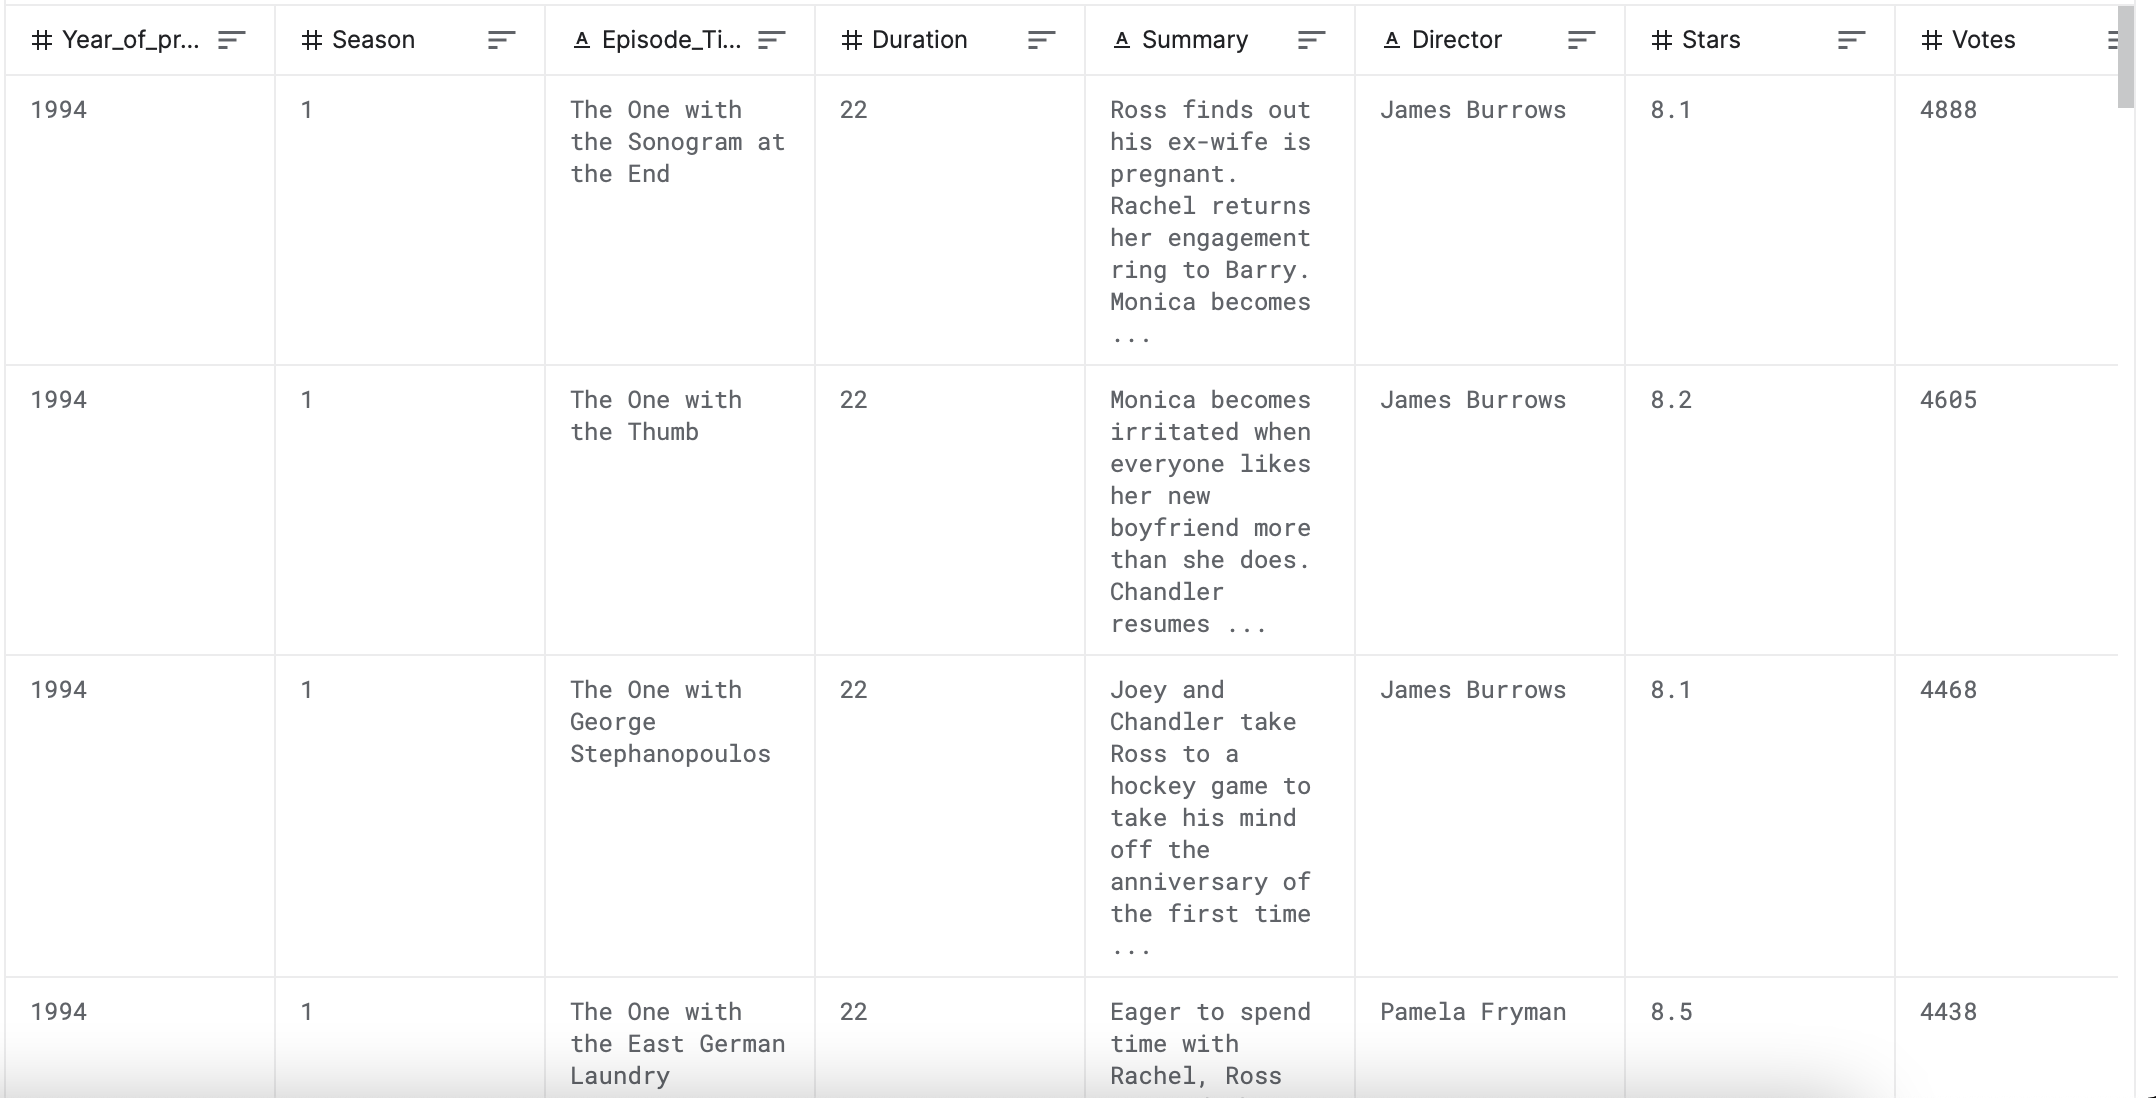 # Year_of_pr...
# Season
A Episode_Ti...
# Duration
A Summary
A Director
# Stars
# Votes
1994
1
The One with
the Sonogram at
the End
22
Ross finds out
his ex-wife is
pregnant.
Rachel returns
her engagement
ring to Barry.
Monica becomes
...
James Burrows
8.1
4888
1994
1
The One with
the Thumb
22
Monica becomes
irritated when
everyone likes
her new
boyfriend more
than she does.
Chandler
resumes ...
James Burrows
8.2
4605
1994
1
The One with
George
Stephanopoulos
22
Joey and
Chandler take
Ross to a
hockey game to
take his mind
off the
anniversary of
the first time
...
James Burrows
8.1
4468
1994
1
The One with
the East German
Laundry
22
Eager to spend
time with
Rachel, Ross
Pamela Fryman
8.5
4438